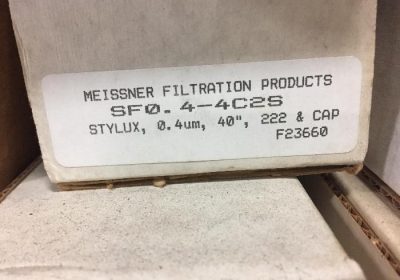 MEISSNER FILTRATION PRODUCTS
SF0.4-4C2S
STYLUX, 0.4um, 40", 222 & CAP
F23660